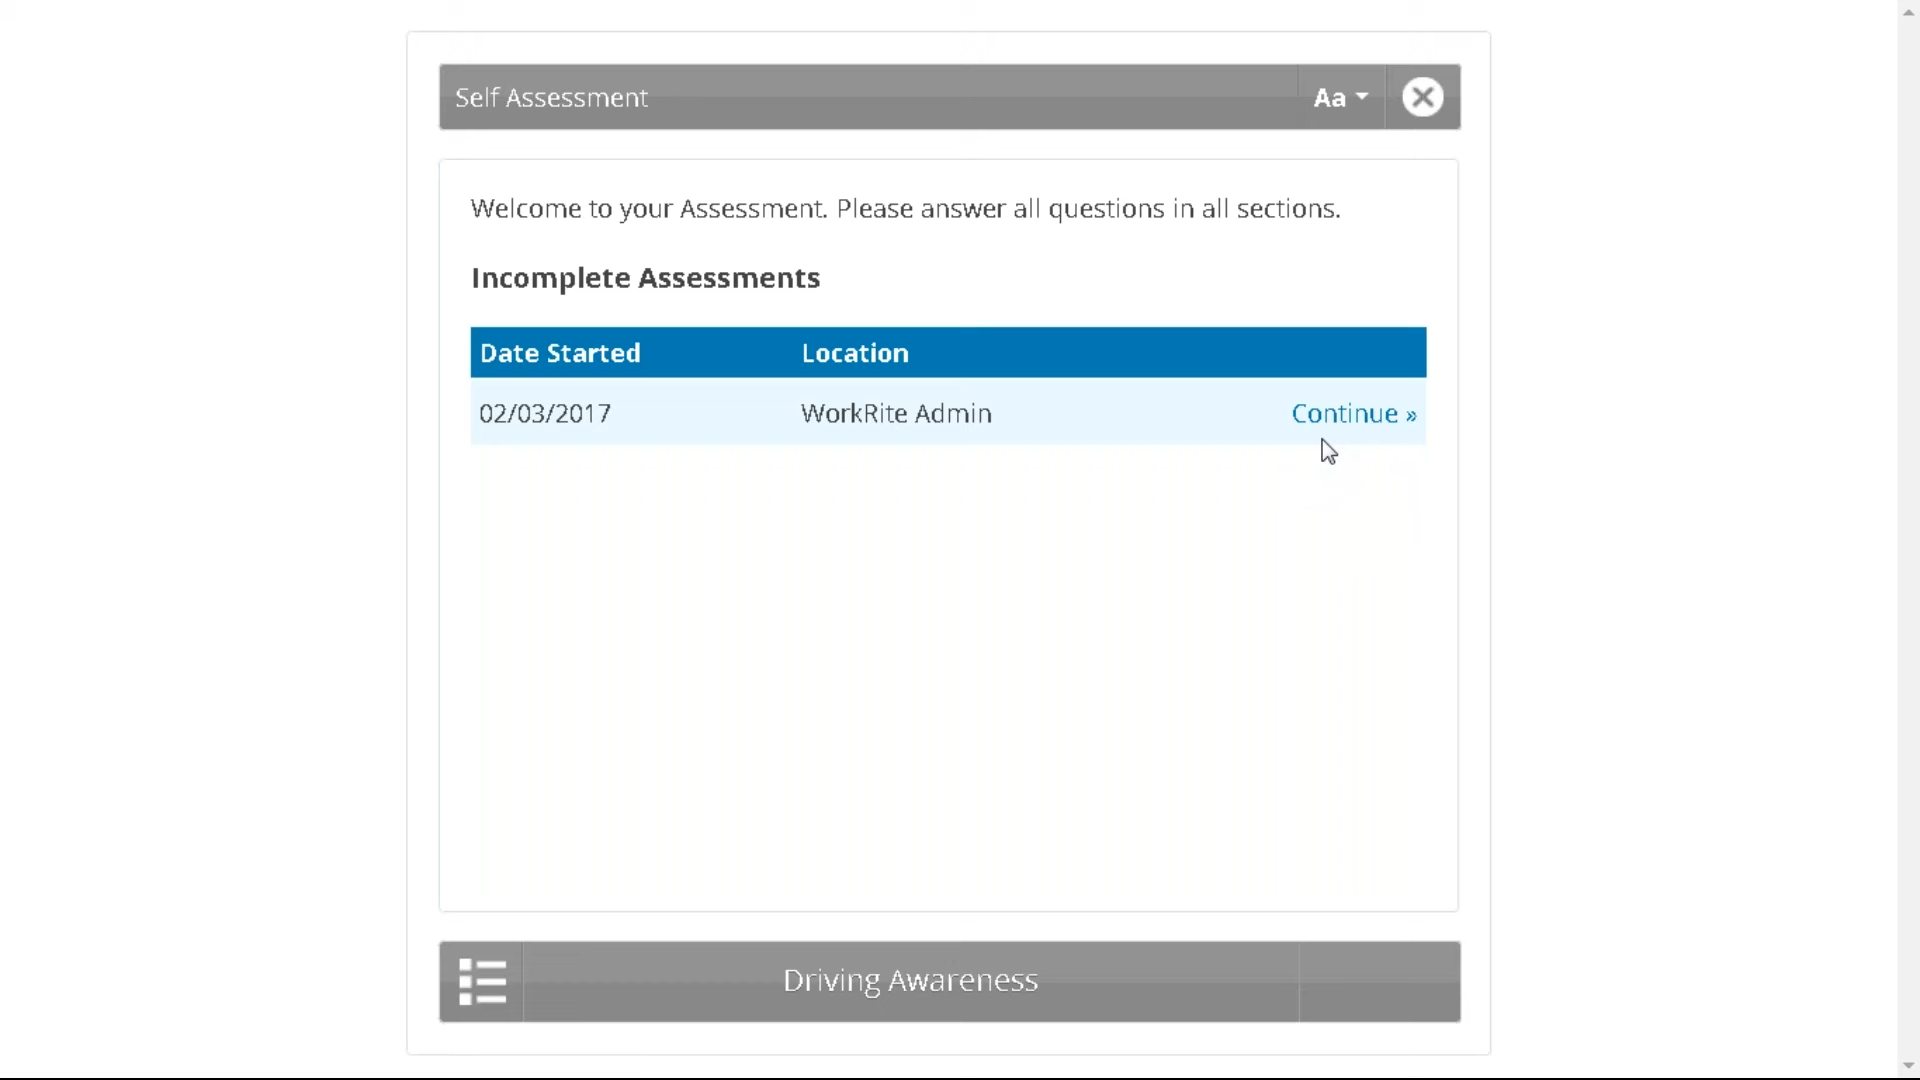 Self Assessment
Aa
Welcome to your Assessment. Please answer all questions in all sections.
Incomplete Assessments
Date Started Location
02/03/2017 WorkRite Admin Continue »
Driving Awareness